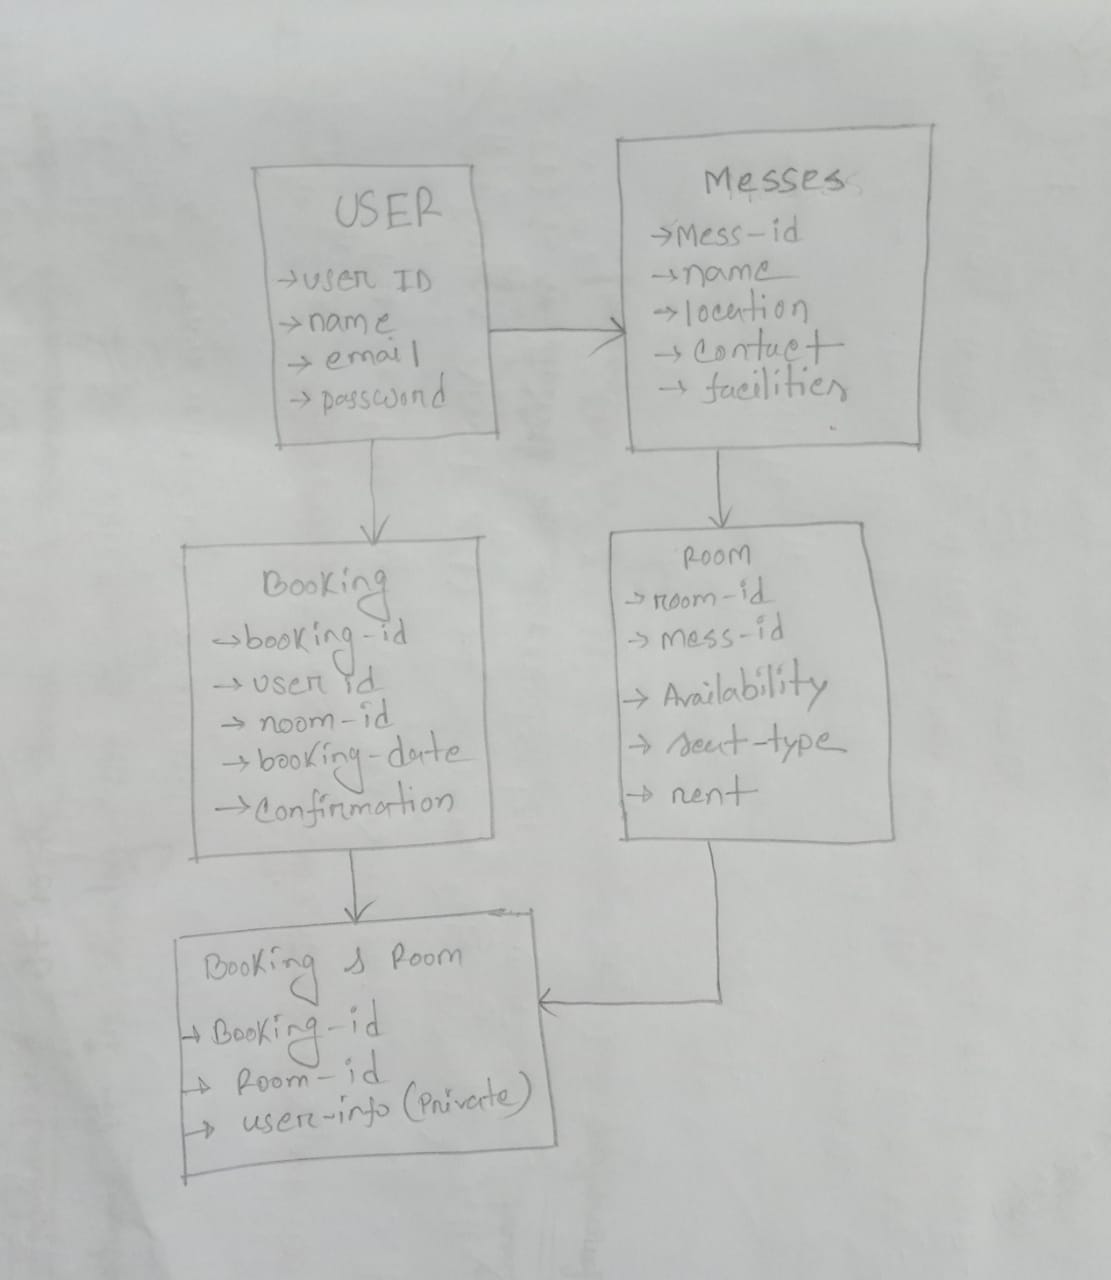 USER
→user ID
→name
→email
→password
Messes
→Mess-id
→name
→location
→Contact
→facilities
Booking
→booking-id
→user id
→room-id
→booking-date
→Confirmation
ROOM
→room-id
→mess-id
→Availability
→seat-type
→rent
Booking & Room
→Booking-id
→Room-id
→user-info (Private)